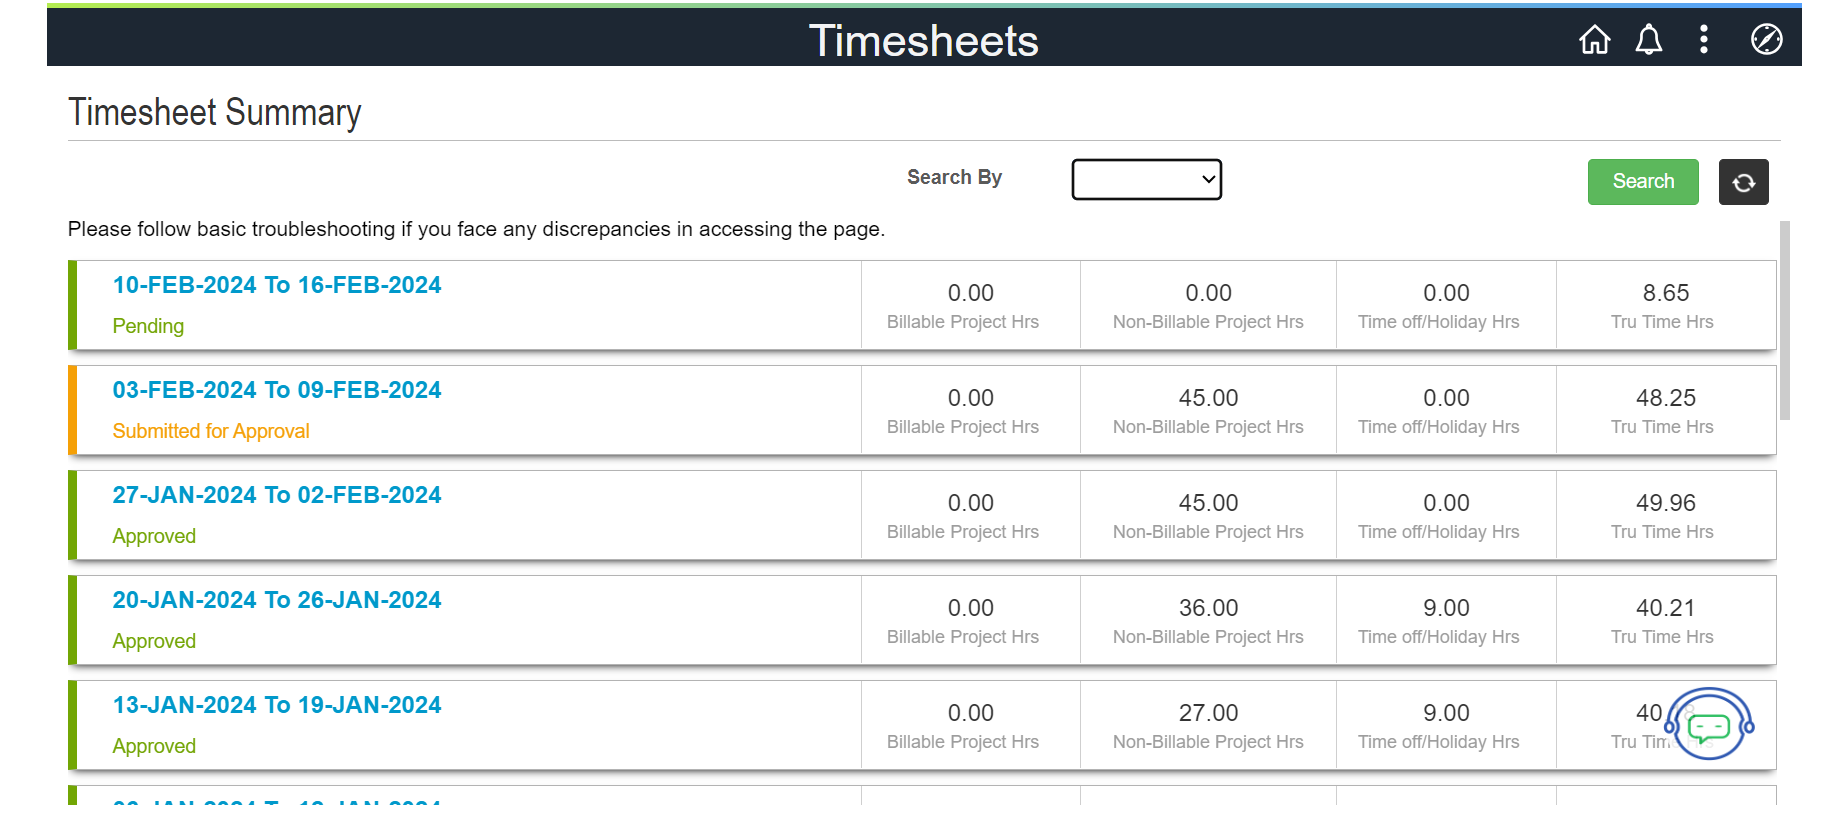 Timesheets
Timesheet Summary
Search By
Search
Please follow basic troubleshooting if you face any discrepancies in accessing the page.
10-FEB-2024 To 16-FEB-2024
Pending
0.00
Billable Project Hrs
0.00
Non-Billable Project Hrs
0.00
Time off/Holiday Hrs
8.65
Tru Time Hrs
03-FEB-2024 To 09-FEB-2024
Submitted for Approval
0.00
Billable Project Hrs
45.00
Non-Billable Project Hrs
0.00
Time off/Holiday Hrs
48.25
Tru Time Hrs
27-JAN-2024 To 02-FEB-2024
Approved
0.00
Billable Project Hrs
45.00
Non-Billable Project Hrs
0.00
Time off/Holiday Hrs
49.96
Tru Time Hrs
20-JAN-2024 To 26-JAN-2024
Approved
0.00
Billable Project Hrs
36.00
Non-Billable Project Hrs
9.00
Time off/Holiday Hrs
40.21
Tru Time Hrs
13-JAN-2024 To 19-JAN-2024
Approved
0.00
Billable Project Hrs
27.00
Non-Billable Project Hrs
9.00
Time off/Holiday Hrs
Tru Time Hrs